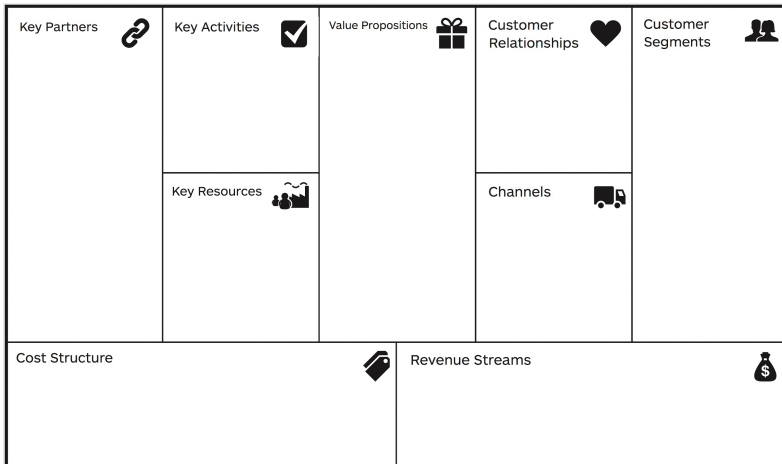 Key Partners
Key Activities
Value Propositions
Customer
Relationships
Customer
Segments
Key Resources
Channels
Cost Structure
Revenue Streams
$